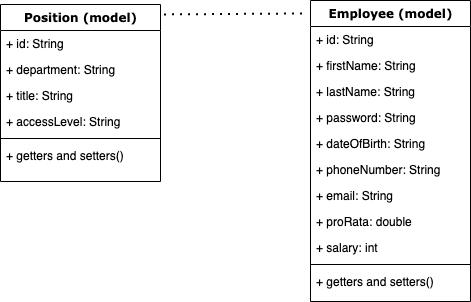 Position (model)
+ id: String
+ department: String
+ title: String
+ accessLevel: String
+ getters and setters()
Employee (model)
+ id: String
+ firstName: String
+ lastName: String
+ password: String
+ dateOfBirth: String
+ phoneNumber: String
+ email: String
+ proRata: double
+ salary: int
+ getters and setters()